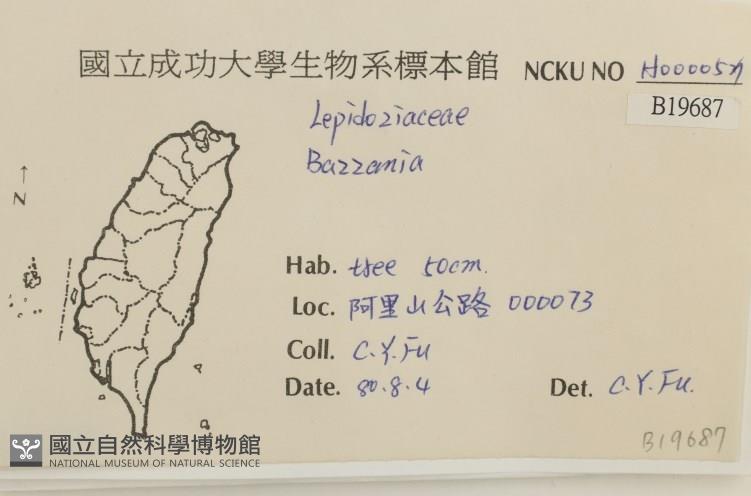 國立成功大學生物系標本館 NCKU NO
B19687
Lepidoziaceae
Bazzania
N
Hab. tree 50cm.
Loc. 阿里山公路 000073
Coll. C.Y.Fu
Date. 80.8.4 Det. C.Y.Fu.
B19687
國立自然科學博物館
NATIONAL MUSEUM OF NATURAL SCIENCE